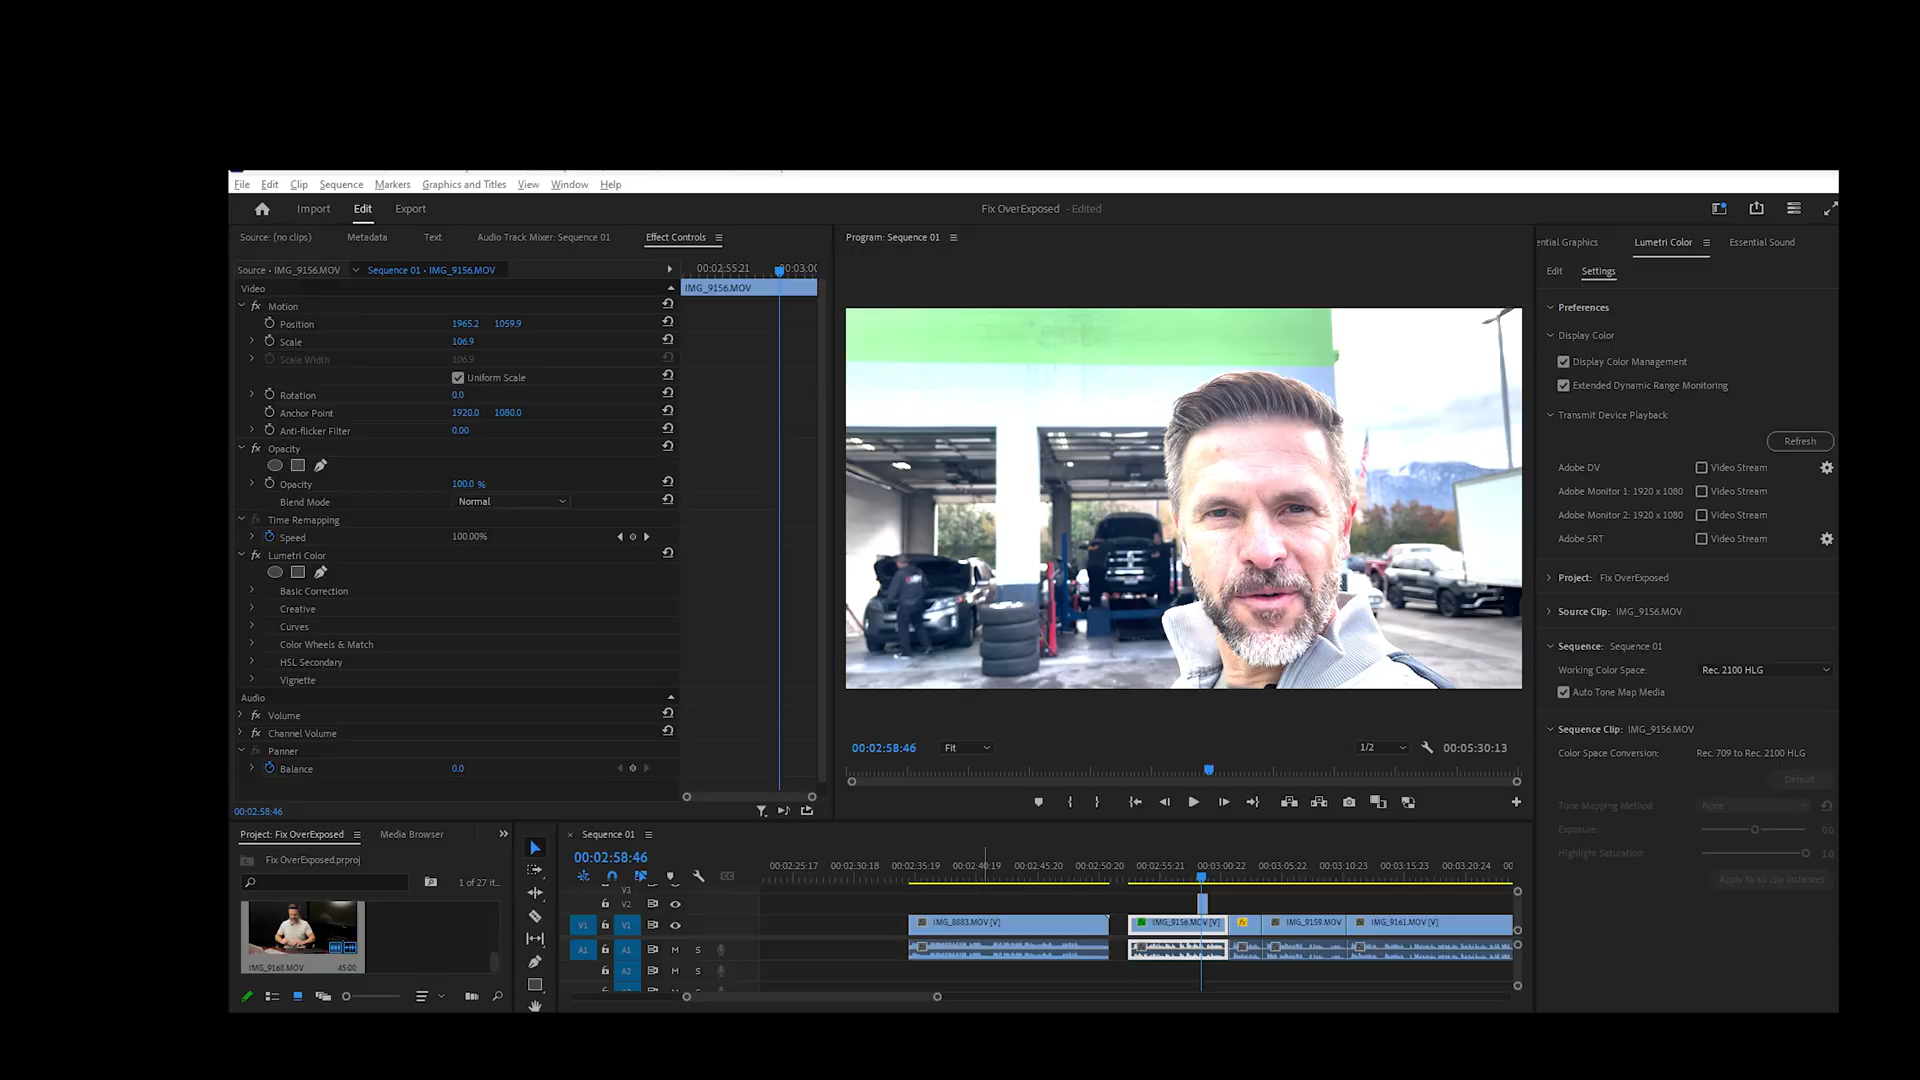 File Edit Clip Sequence Markers Graphics and Titles View Window Help
Import Edit Export
Fix OverExposed - Edited
Source: (no clips) Metadata Text Audio Track Mixer: Sequence 01 Effect Controls
Source • IMG_9156.MOV Sequence 01 • IMG_9156.MOV
00:02:55:21 00:03:00
Video
IMG_9156.MOV
Motion
Position 1965.2 1059.9
Scale 106.9
Scale Width 106.9
Uniform Scale
Rotation 0.0
Anchor Point 1920.0 1080.0
Anti-flicker Filter 0.00
Opacity
Opacity 100.0 %
Blend Mode Normal
Time Remapping
Speed 100.00%
Lumetri Color
Basic Correction
Creative
Curves
Color Wheels & Match
HSL Secondary
Vignette
Audio
Volume
Channel Volume
Panner
Balance 0.0
00:02:58:46
Program: Sequence 01
00:02:58:46 Fit 1/2 00:05:30:13
ential Graphics Lumetri Color Essential Sound
Edit Settings
Preferences
Display Color
Display Color Management
Extended Dynamic Range Monitoring
Transmit Device Playback
Refresh
Adobe DV Video Stream
Adobe Monitor 1: 1920 x 1080 Video Stream
Adobe Monitor 2: 1920 x 1080 Video Stream
Adobe SRT Video Stream
Project: Fix OverExposed
Source Clip: IMG_9156.MOV
Sequence: Sequence 01
Working Color Space: Rec. 2100 HLG
Auto Tone Map Media
Sequence Clip: IMG_9156.MOV
Color Space Conversion: Rec. 709 to Rec. 2100 HLG
Default
Tone Mapping Method: None
Exposure: 0.0
Highlight Saturation 1.0
Apply to all clip instances
Project: Fix OverExposed Media Browser
Fix OverExposed.prproj
1 of 27 it...
IMG_9168.MOV 45:00
Sequence 01
00:02:58:46
00:02:25:17 00:02:30:18 00:02:35:19 00:02:40:19 00:02:45:20 00:02:50:20 00:02:55:21 00:03:00:22 00:03:05:22 00:03:10:23 00:03:15:23 00:03:20:24 00
V3
V2
V1 V1 IMG_8883.MOV [V] IMG_9156.MOV [V] IMG_9159.MOV IMG_9161.MOV [V]
A1 A1 M S
A2 M S